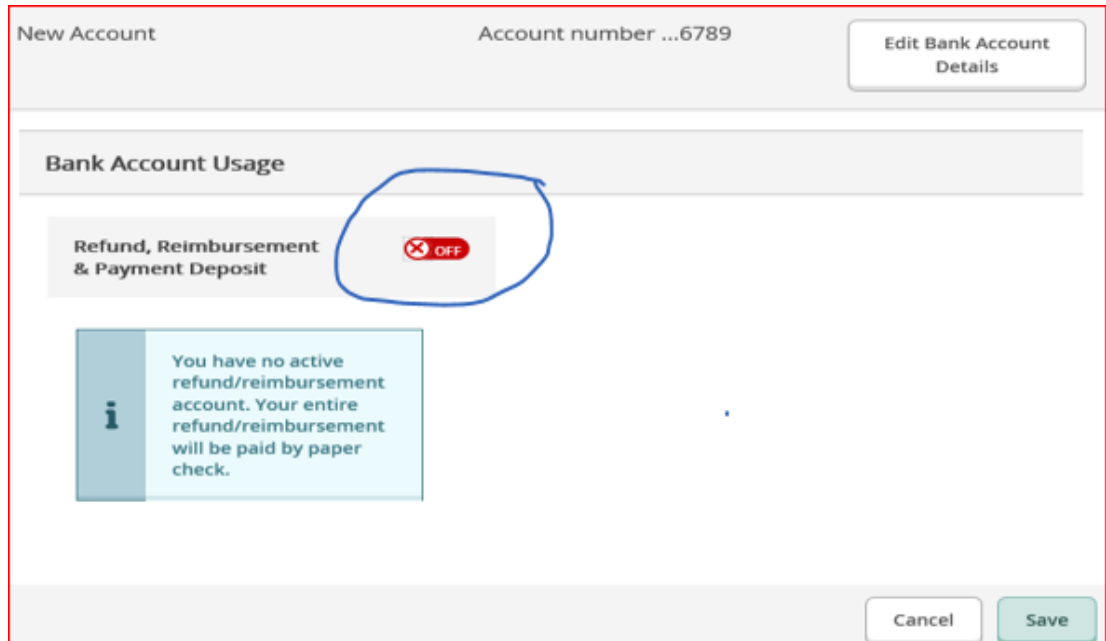 New Account Account number ...6789
Edit Bank Account
Details
Bank Account Usage
Refund, Reimbursement
& Payment Deposit
OFF
You have no active
refund/reimbursement
account. Your entire
refund/reimbursement
will be paid by paper
check.
Cancel Save